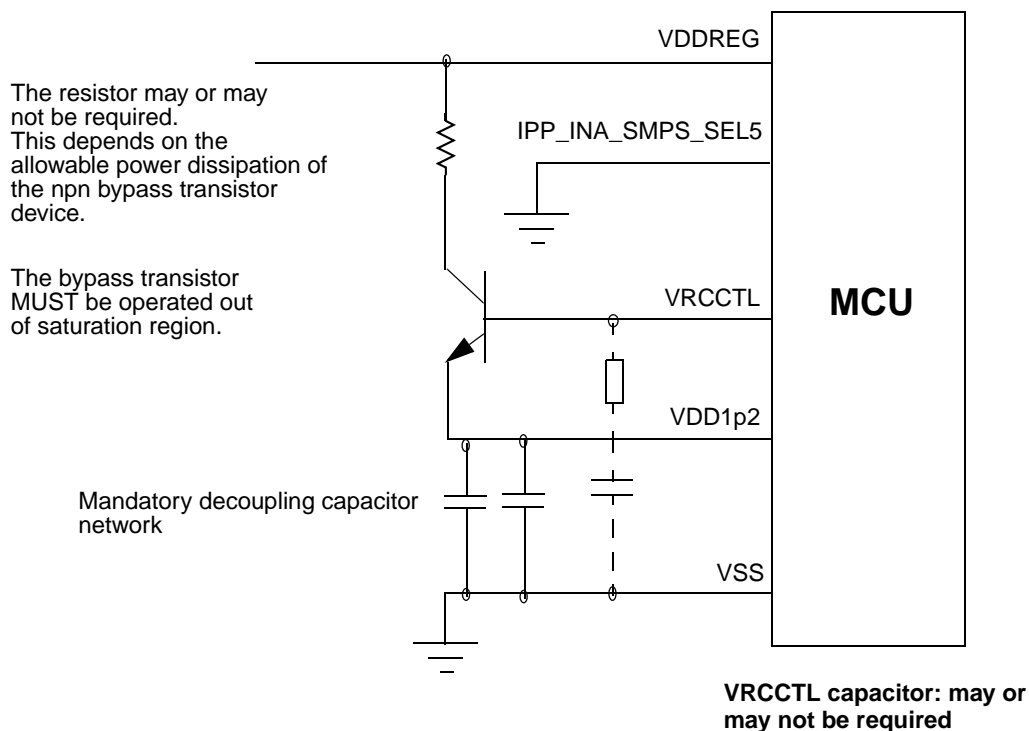 VDDREG
The resistor may or may
not be required.
This depends on the
allowable power dissipation of
the npn bypass transistor
device.
IPP_INA_SMPS_SEL5
The bypass transistor
MUST be operated out
of saturation region.
VRCCTL
MCU
VDD1p2
Mandatory decoupling capacitor
network
VSS
VRCCTL capacitor: may or
may not be required